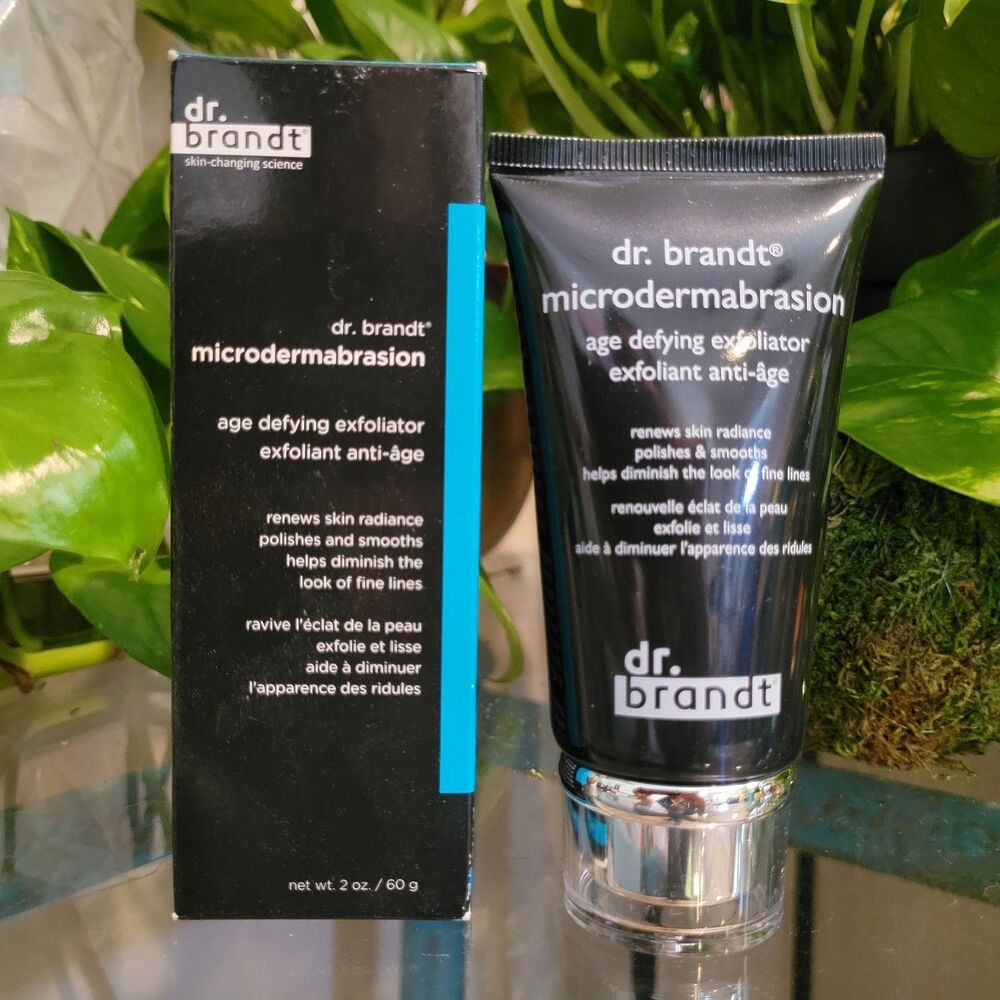 dr.
brandt®
skin-changing science
dr. brandt®
microdermabrasion
age defying exfoliator
exfoliant anti-âge
renews skin radiance
polishes and smooths
helps diminish the
look of fine lines
ravive l'éclat de la peau
exfolie et lisse
aide à diminuer
l'apparence des ridules
net wt. 2 oz. / 60 g
dr. brandt®
microdermabrasion
age defying exfoliator
exfoliant anti-âge
renews skin radiance
polishes & smooths
helps diminish the look of fine lines
renouvelle éclat de la peau
exfolie et lisse
aide à diminuer l'apparence des ridules
dr.
brandt®